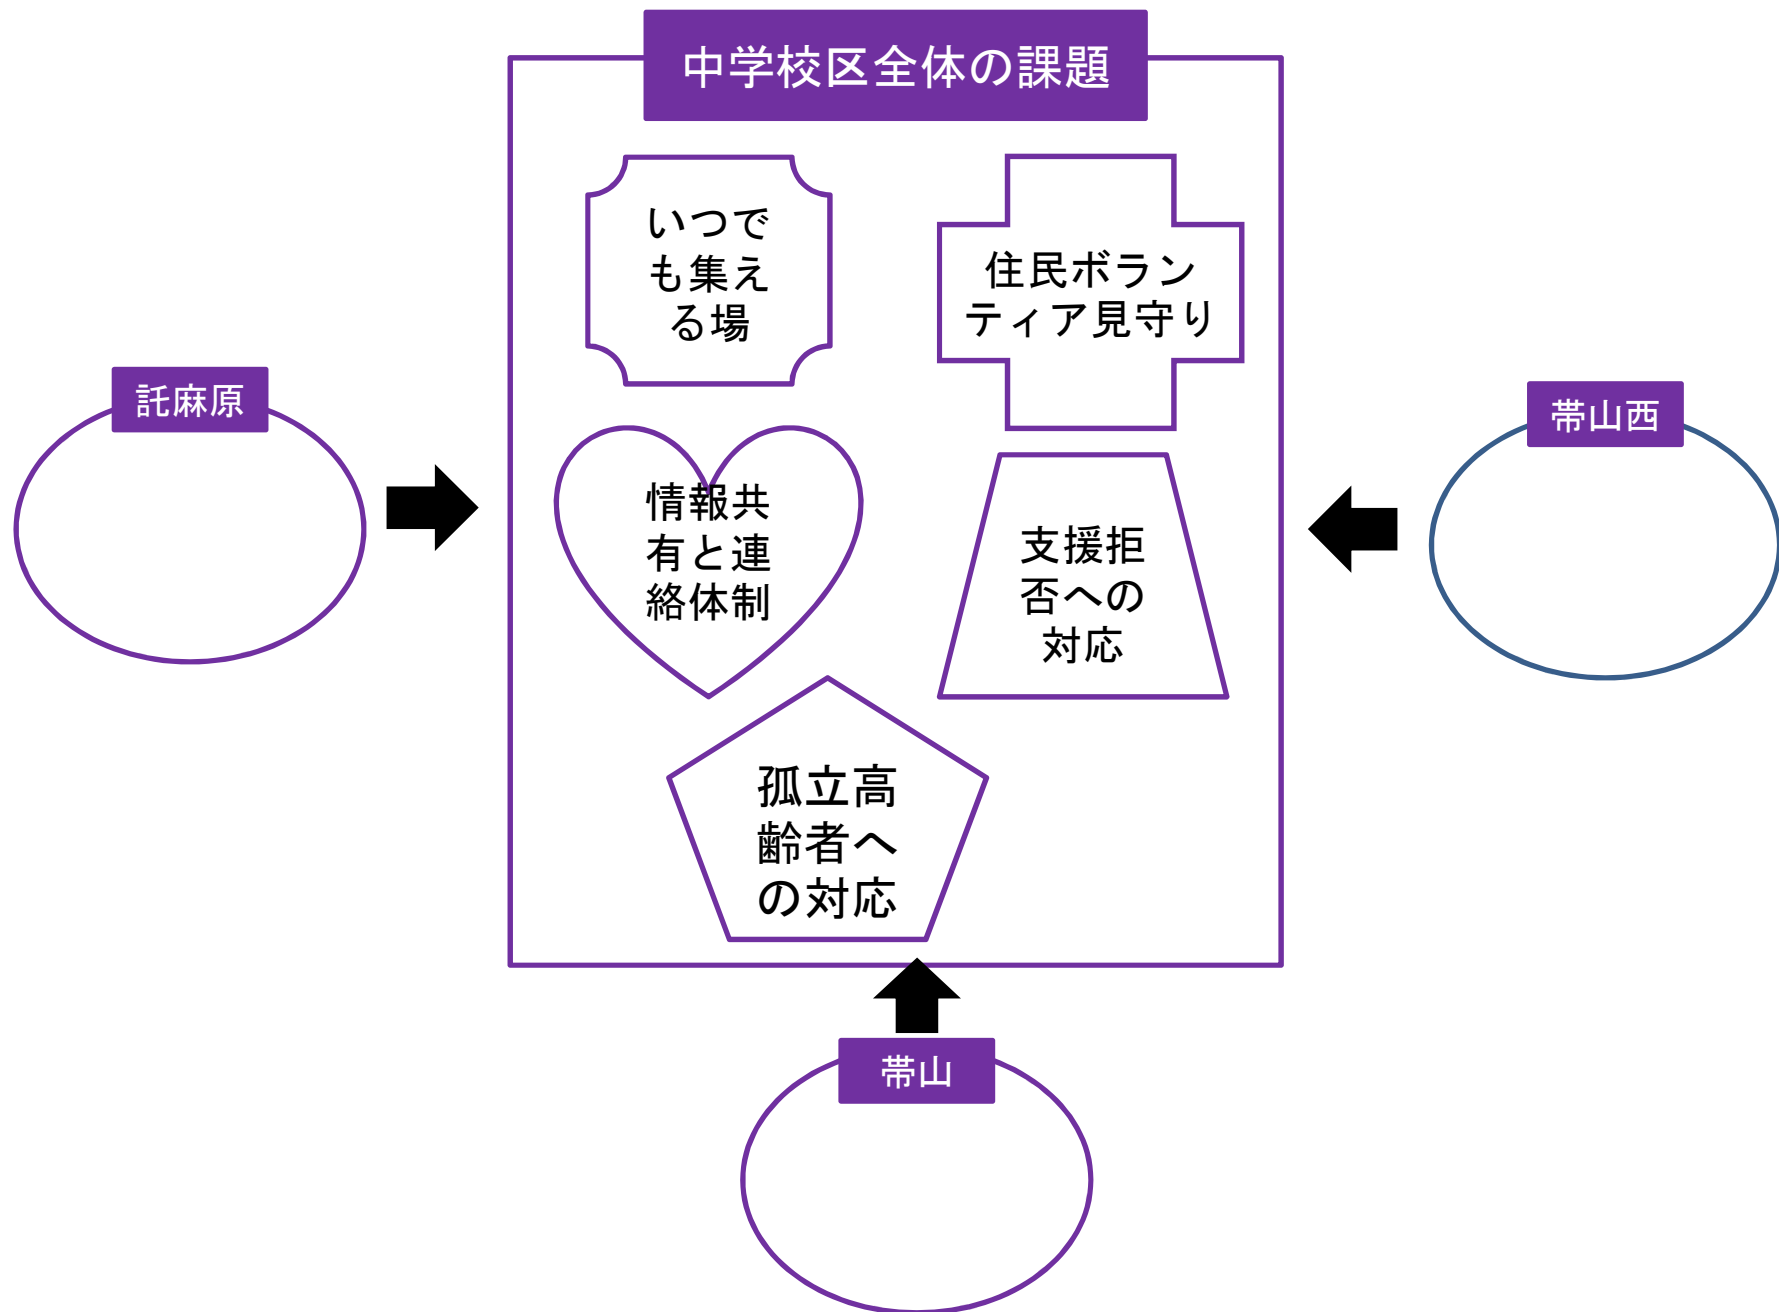 中学校区全体の課題
いつで
も集え
る場
住民ボラン
ティア見守り
託麻原
帯山西
情報共
有と連
絡体制
支援拒
否への
対応
孤立高
齢者へ
の対応
帯山